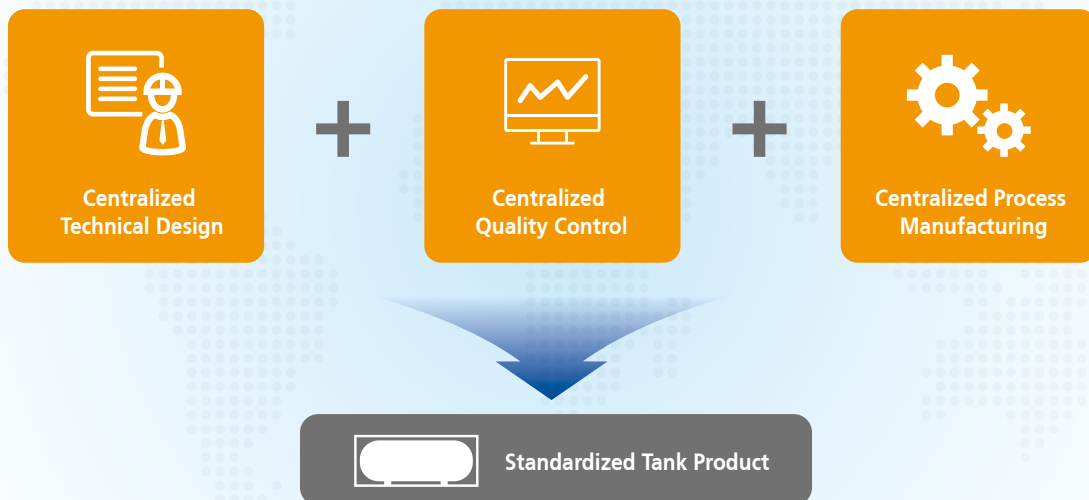 Centralized
Technical Design
Centralized
Quality Control
Centralized Process
Manufacturing
Standardized Tank Product